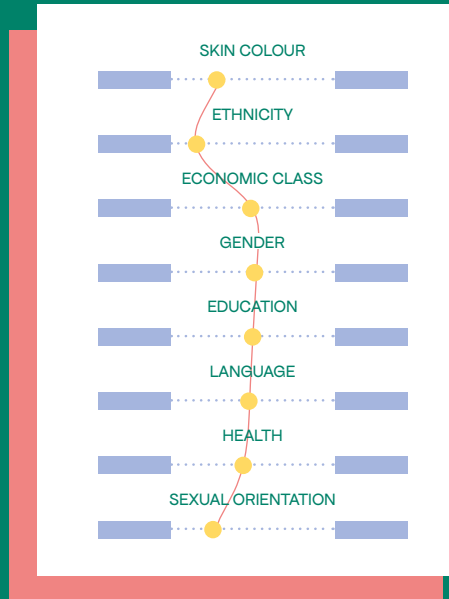 SKIN COLOUR
ETHNICITY
ECONOMIC CLASS
GENDER
EDUCATION
LANGUAGE
HEALTH
SEXUAL ORIENTATION